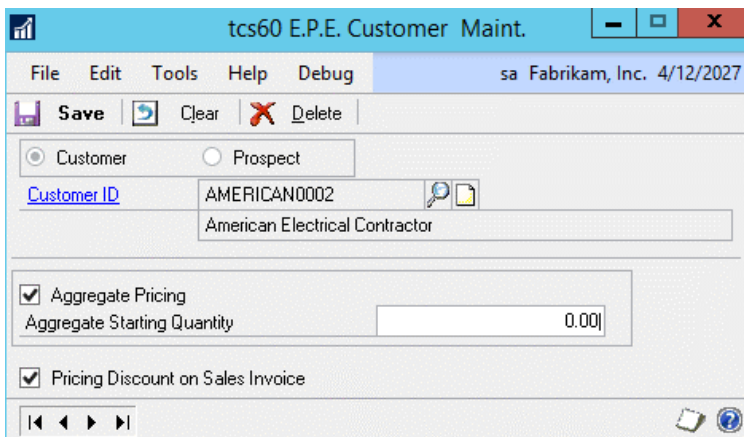 tcs60 E.P.E. Customer Maint.
File Edit Tools Help Debug sa Fabrikam, Inc. 4/12/2027
Save Clear Delete
Customer Prospect
Customer ID AMERICAN0002
American Electrical Contractor
Aggregate Pricing
Aggregate Starting Quantity 0.00
Pricing Discount on Sales Invoice